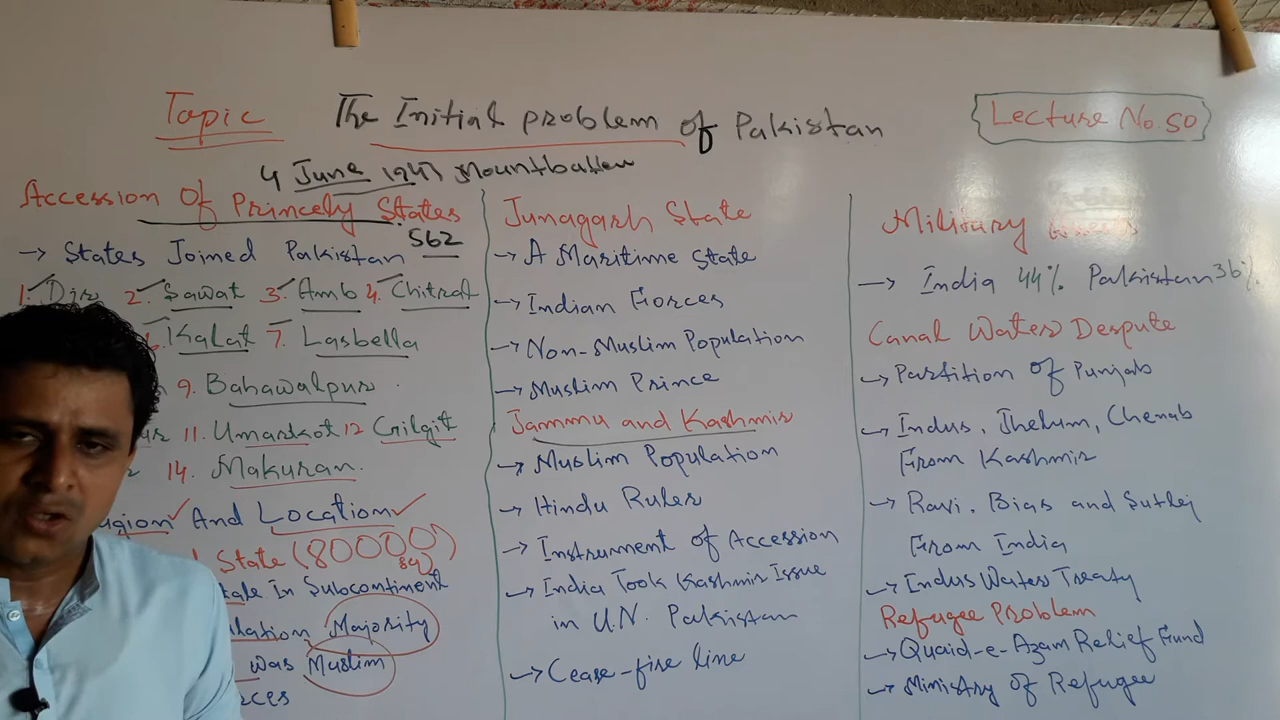 Topic The Initial problem of Pakistan
Lecture No. 50
4 June 1947 Mountbatten
Accession Of Princely States
562
→ States Joined Pakistan
1. Dir 2. Sawat 3. Amb 4. Chitral
6. Kalat 7. Lasbella
9. Bahawalpur
11. Umarkot 12 Gilgit
14. Makuran
And Location
State (80000)
In Subcontiment
Majority
was Muslim
Junagarh State
→ A Maritime State
→ Indian Forces
→ Non-Muslim Population
→ Muslim Prince
Jammu and Kashmir
→ Muslim Population
→ Hindu Ruler
→ Instrument of Accession
→ India Took Kashmir Issue
in U.N. Pakistan
→ Cease-fire line
Military
→ India 44% Pakistan 36%
Canal Water Despute
→ Partition of Punjab
→ Indus, Jhelum, Chenab
From Kashmir
→ Ravi, Bias and Sutlej
From India
→ Indus Water Treaty
Refugee Problem
→ Quaid-e-Azam Relief Fund
→ Ministry of Refugee